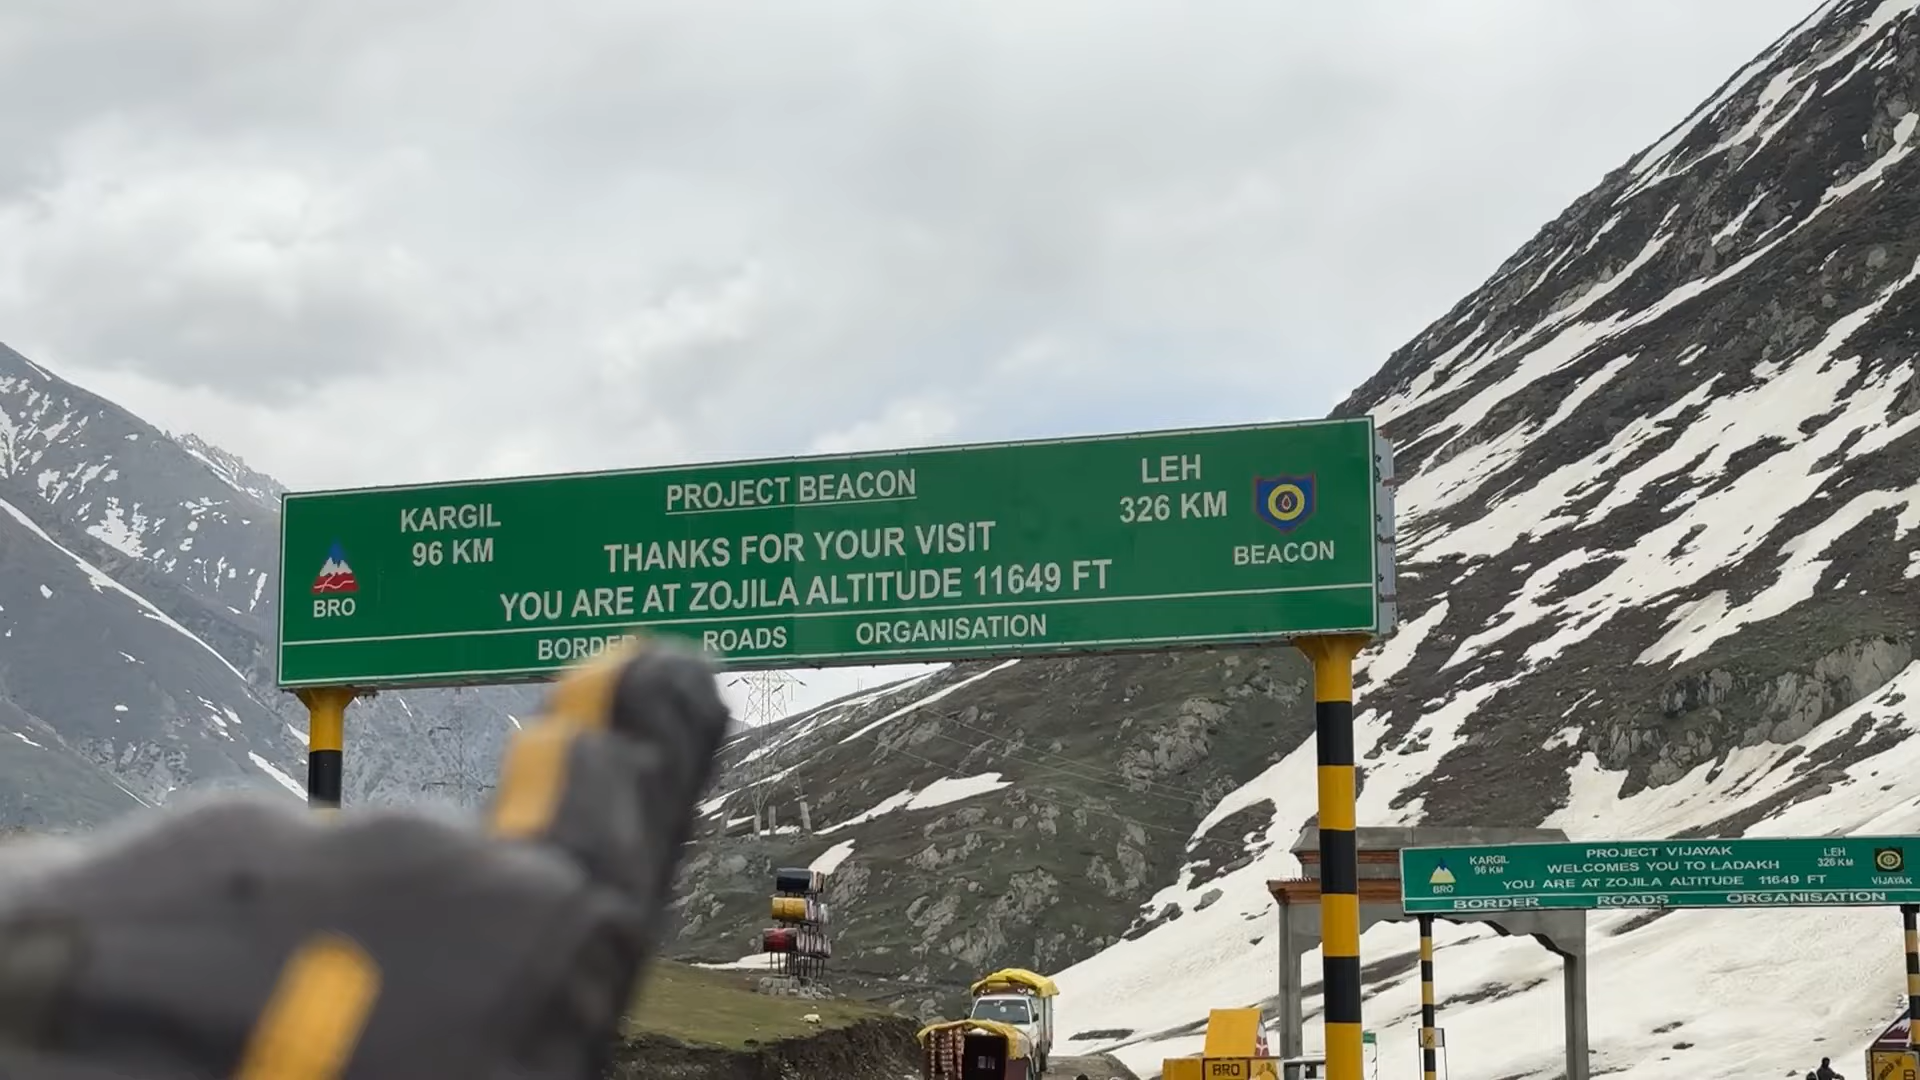 PROJECT BEACON
KARGIL
96 KM
LEH
326 KM
THANKS FOR YOUR VISIT
YOU ARE AT ZOJILA ALTITUDE 11649 FT
BRO
BEACON
BORDER ROADS ORGANISATION
PROJECT VIJAYAK
KARGIL
96 KM
LEH
326 KM
WELCOMES YOU TO LADAKH
YOU ARE AT ZOJILA ALTITUDE 11649 FT
BRO
VIJAYAK
BORDER ROADS ORGANISATION
BRO